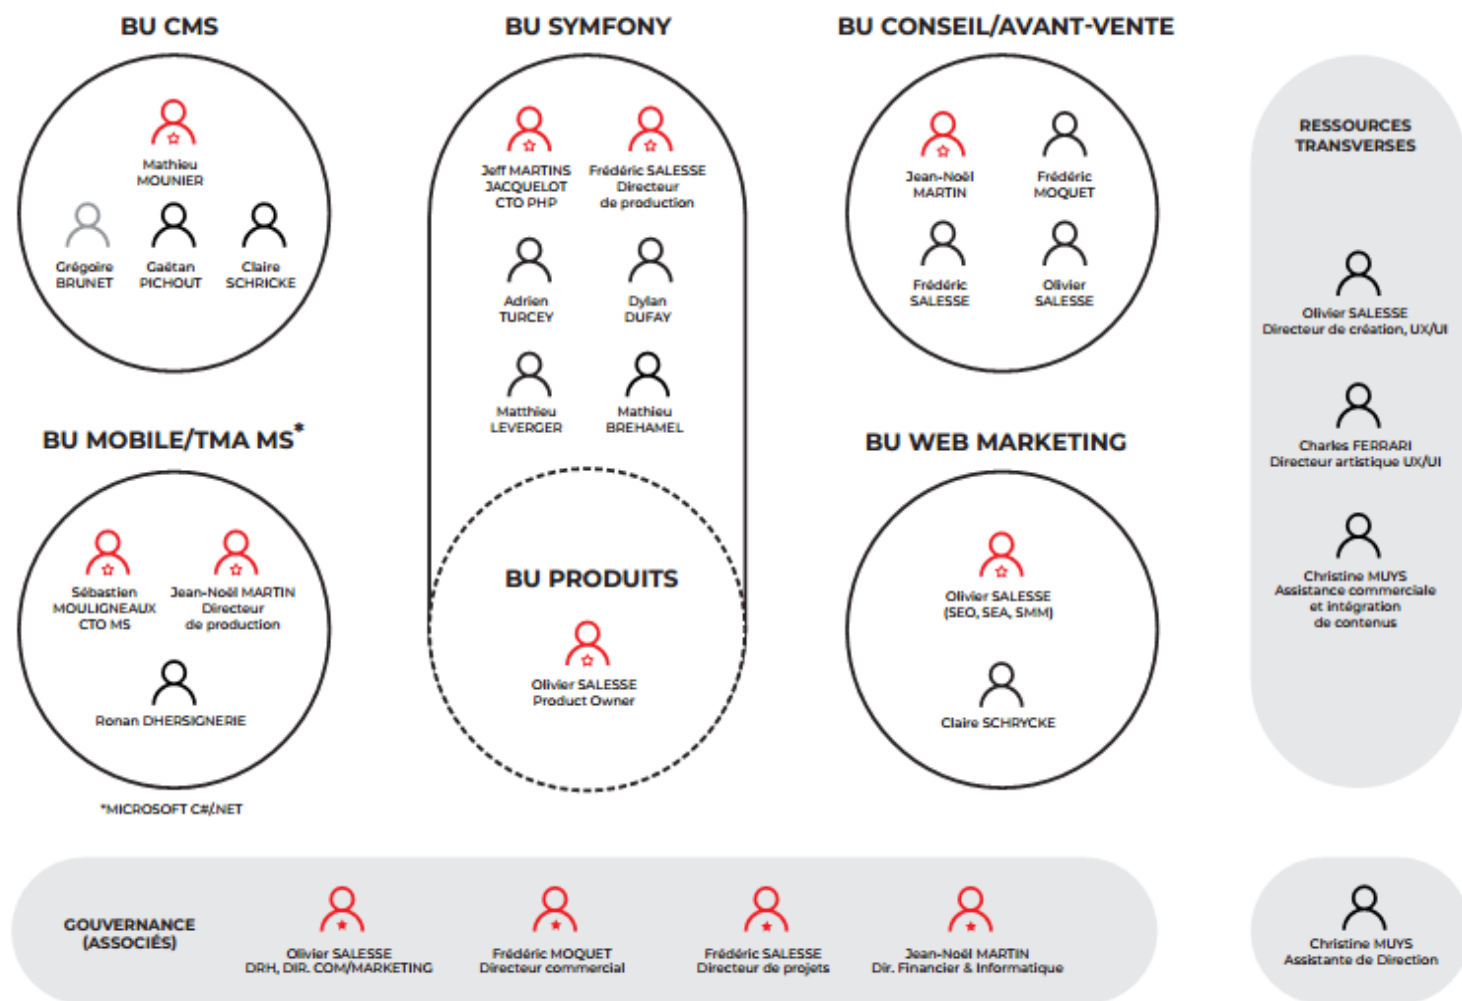 BU CMS
Mathieu
MOUNIER
Grégoire
BRUNET
Gaëtan
PICHOUT
Claire
SCHRICKE
BU SYMFONY
Jeff MARTINS
JACQUELOT
CTO PHP
Frédéric SALESSE
Directeur
de production
Adrien
TURCEY
Dylan
DUFAY
Matthieu
LEVERGER
Mathieu
BREHAMEL
BU CONSEIL/AVANT-VENTE
Jean-Noël
MARTIN
Frédéric
MOQUET
Frédéric
SALESSE
Olivier
SALESSE
RESSOURCES
TRANSVERSES
Olivier SALESSE
Directeur de création, UX/UI
Charles FERRARI
Directeur artistique UX/UI
Christine MUYS
Assistance commerciale
et intégration
de contenus
BU MOBILE/TMA MS*
Sébastien
MOULIGNEAUX
CTO MS
Jean-Noël MARTIN
Directeur
de production
Ronan DHERSIGNERIE
*MICROSOFT C#/.NET
BU PRODUITS
Olivier SALESSE
Product Owner
BU WEB MARKETING
Olivier SALESSE
(SEO, SEA, SMM)
Claire SCHRYCKE
GOUVERNANCE
(ASSOCIÉS)
Olivier SALESSE
DRH, DIR. COM/MARKETING
Frédéric MOQUET
Directeur commercial
Frédéric SALESSE
Directeur de projets
Jean-Noël MARTIN
Dir. Financier & Informatique
Christine MUYS
Assistante de Direction